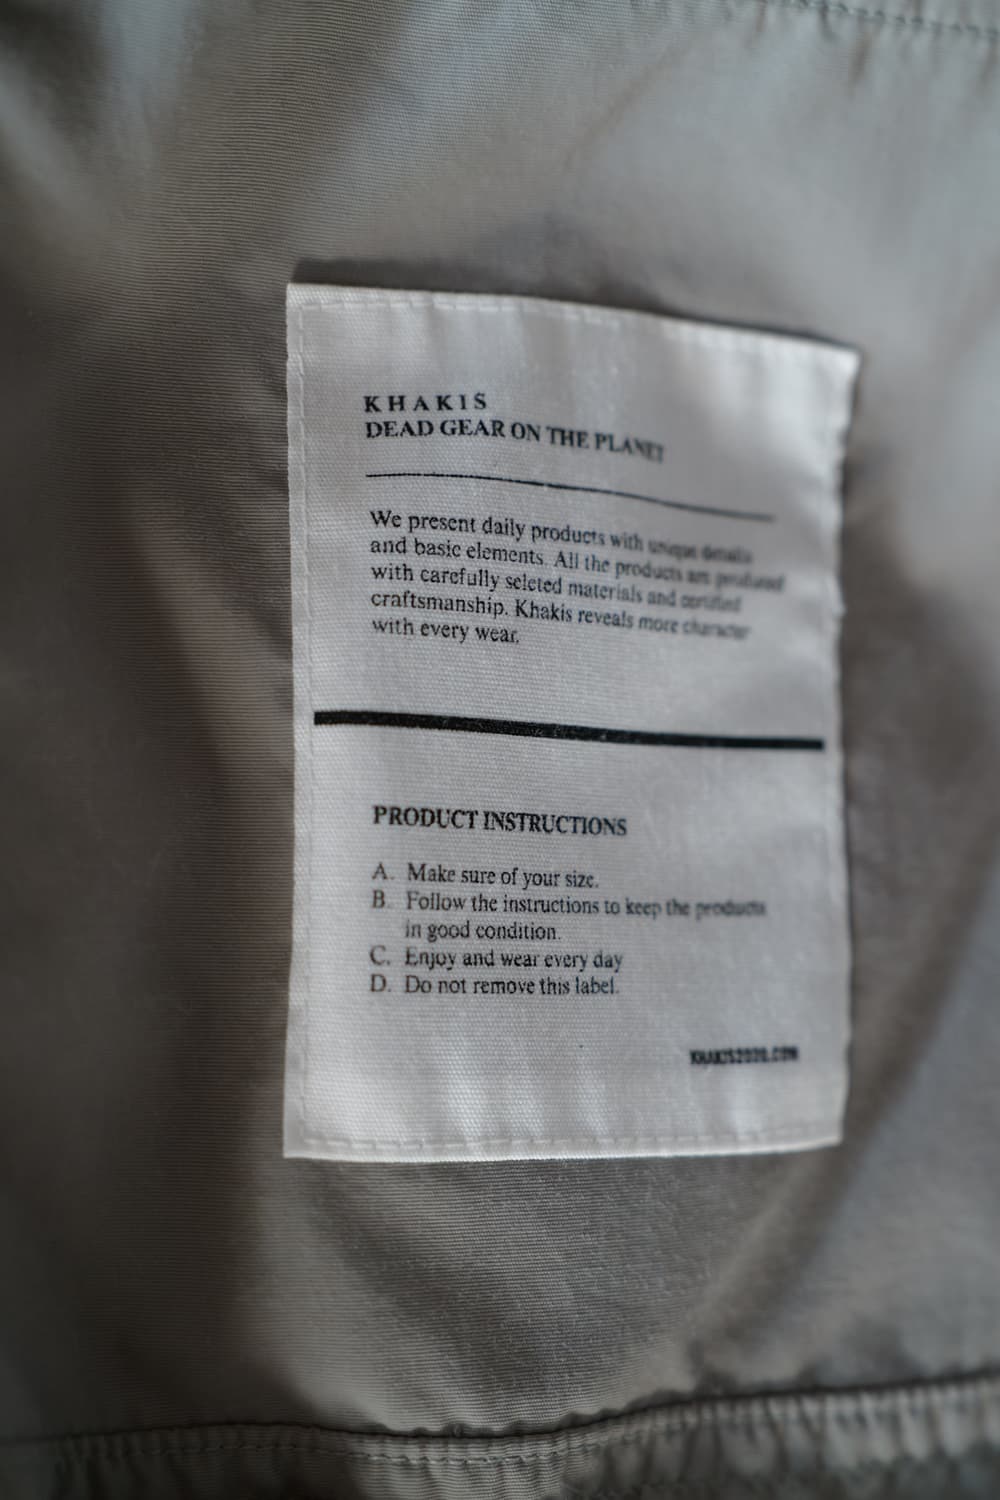 KHAKIS
DEAD GEAR ON THE PLANET
We present daily products with unique details
and basic elements. All the products are produced
with carefully seleted materials and certified
craftsmanship. Khakis reveals more character
with every wear.
PRODUCT INSTRUCTIONS
A. Make sure of your size.
B. Follow the instructions to keep the products
in good condition.
C. Enjoy and wear every day
D. Do not remove this label.
KHAKIS2020.COM